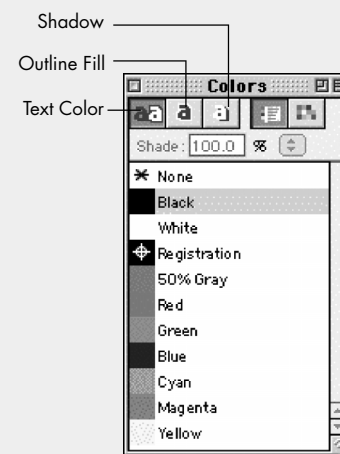 Shadow
Outline Fill
Text Color
Colors
aa a a
Shade: 100.0 %
None
Black
White
Registration
50% Gray
Red
Green
Blue
Cyan
Magenta
Yellow